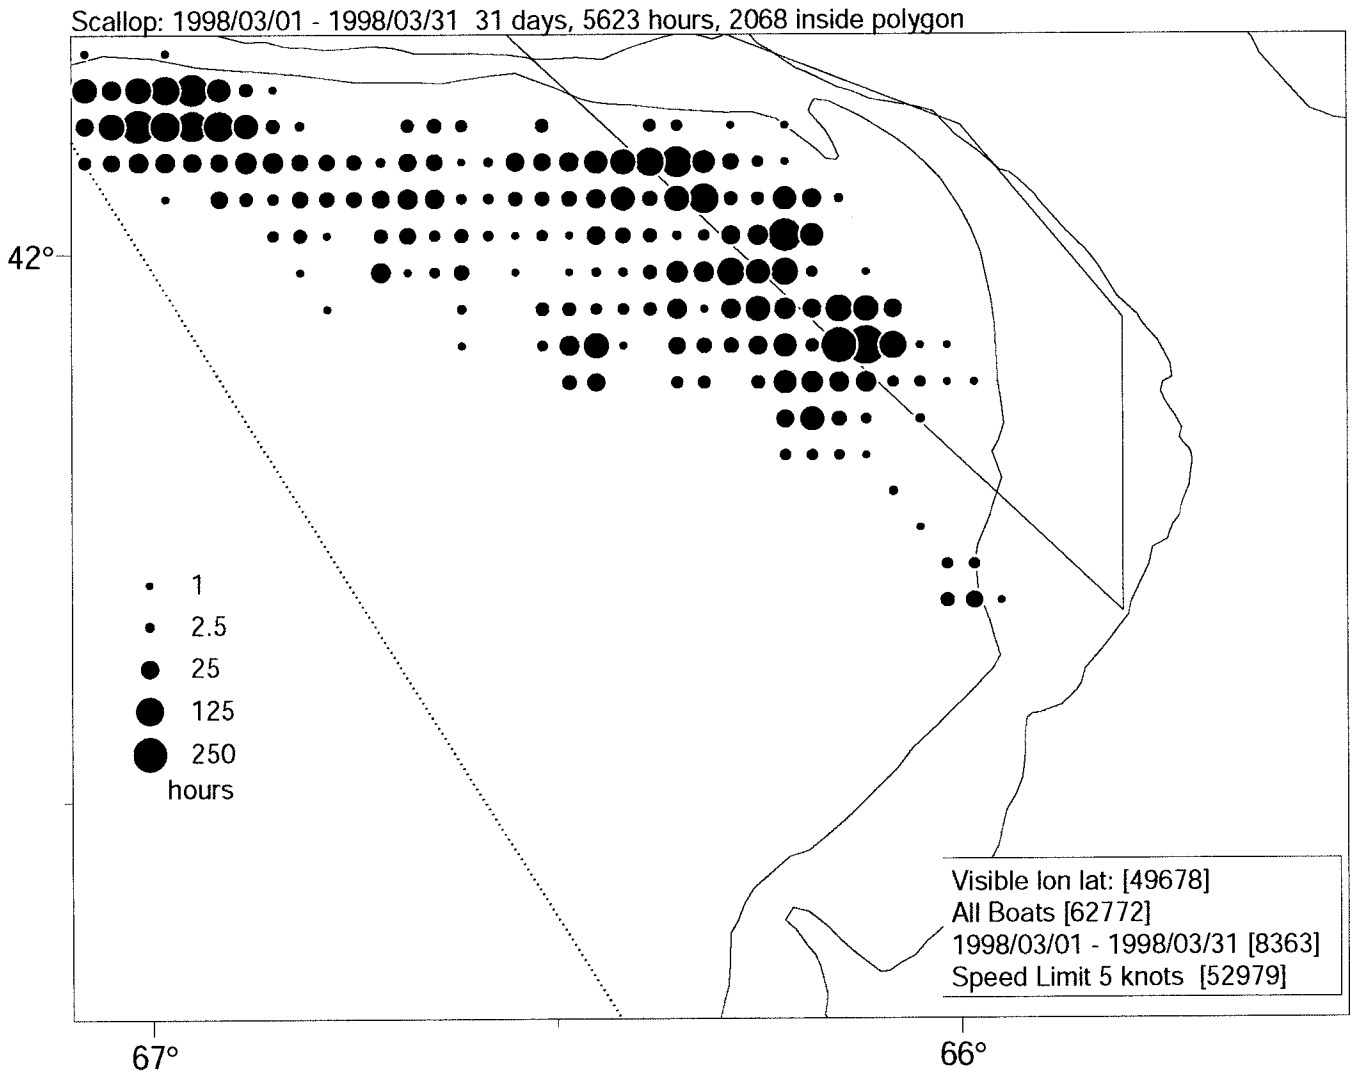 Scallop: 1998/03/01 - 1998/03/31 31 days, 5623 hours, 2068 inside polygon
42°
1
2.5
25
125
250
hours
Visible lon lat: [49678]
All Boats [62772]
1998/03/01 - 1998/03/31 [8363]
Speed Limit 5 knots [52979]
67°
66°